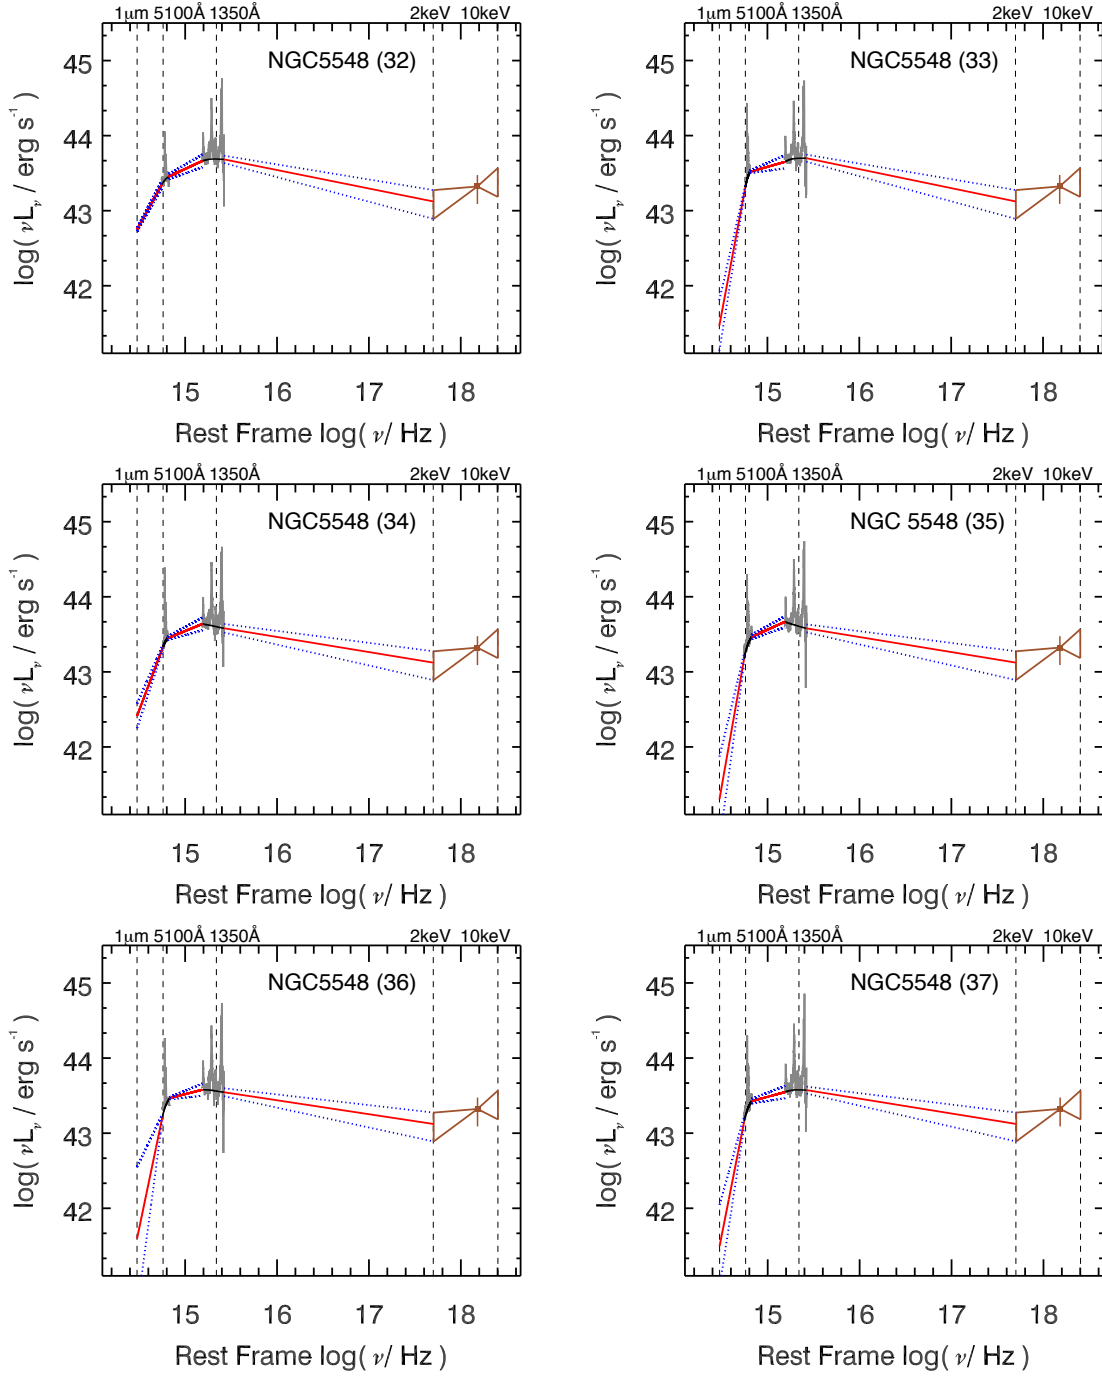 1μm 5100Å 1350Å 2keV 10keV
NGC5548 (32)
45
44
43
42
log( νLν / erg s⁻¹ )
15 16 17 18
Rest Frame log( ν/ Hz )
1μm 5100Å 1350Å 2keV 10keV
NGC5548 (33)
45
44
43
42
log( νLν / erg s⁻¹ )
15 16 17 18
Rest Frame log( ν/ Hz )
1μm 5100Å 1350Å 2keV 10keV
NGC5548 (34)
45
44
43
42
log( νLν / erg s⁻¹ )
15 16 17 18
Rest Frame log( ν/ Hz )
1μm 5100Å 1350Å 2keV 10keV
NGC 5548 (35)
45
44
43
42
log( νLν / erg s⁻¹ )
15 16 17 18
Rest Frame log( ν/ Hz )
1μm 5100Å 1350Å 2keV 10keV
NGC5548 (36)
45
44
43
42
log( νLν / erg s⁻¹ )
15 16 17 18
Rest Frame log( ν/ Hz )
1μm 5100Å 1350Å 2keV 10keV
NGC5548 (37)
45
44
43
42
log( νLν / erg s⁻¹ )
15 16 17 18
Rest Frame log( ν/ Hz )